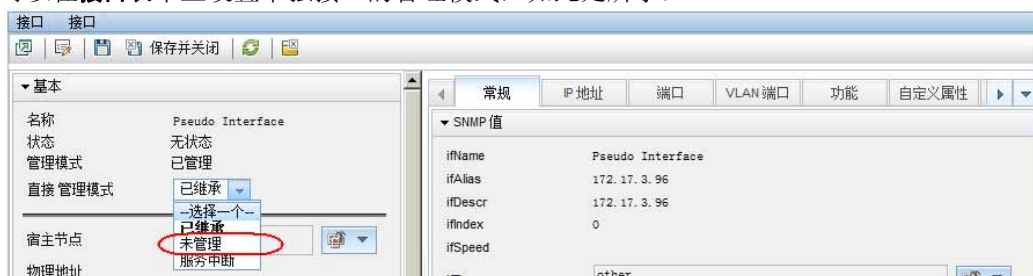 接口 接口
保存并关闭
基本
名称 Pseudo Interface
状态 无状态
管理模式 已管理
直接 管理模式 已继承
--选择一个--
已继承
未管理
服务中断
宿主节点
物理地址
常规 IP 地址 端口 VLAN 端口 功能 自定义属性
SNMP 值
ifName Pseudo Interface
ifAlias 172.17.3.96
ifDescr 172.17.3.96
ifIndex 0
ifSpeed
other